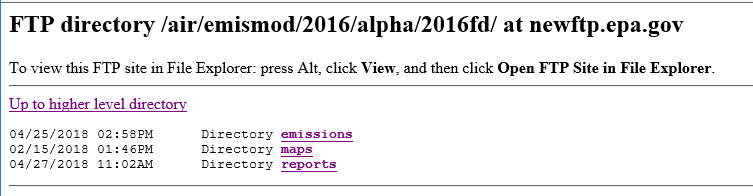 FTP directory /air/emismod/2016/alpha/2016fd/ at newftp.epa.gov
To view this FTP site in File Explorer: press Alt, click View, and then click Open FTP Site in File Explorer.
Up to higher level directory
04/25/2018 02:58PM Directory emissions
02/15/2018 01:46PM Directory maps
04/27/2018 11:02AM Directory reports